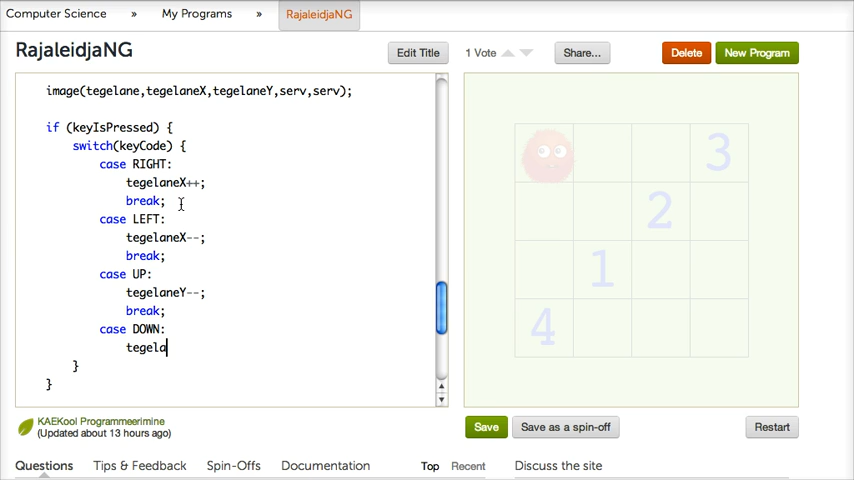 Computer Science » My Programs » RajaleidjaNG
RajaleidjaNG Edit Title 1 Vote Share... Delete New Program
image(tegelane,tegelaneX,tegelaneY,serv,serv);
if (keyIsPressed) {
switch(keyCode) {
case RIGHT:
tegelaneX++;
break;
case LEFT:
tegelaneX--;
break;
case UP:
tegelaneY--;
break;
case DOWN:
tegela
}
}
3
2
1
4
KAEKool Programmeerimine
(Updated about 13 hours ago)
Save Save as a spin-off Restart
Questions Tips & Feedback Spin-Offs Documentation Top Recent Discuss the site